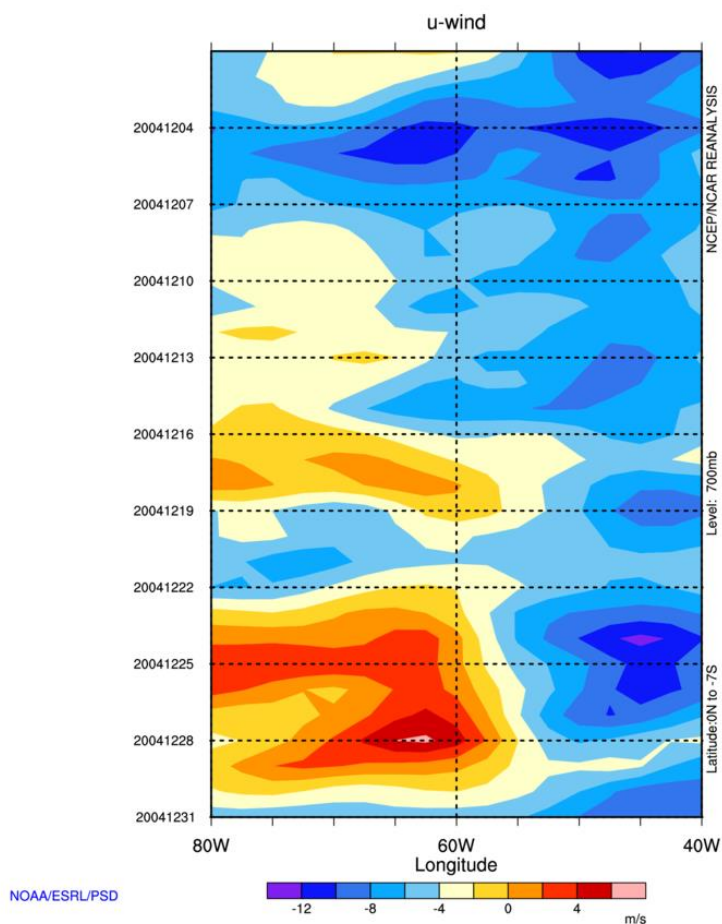 u-wind
20041204
20041207
20041210
20041213
20041216
20041219
20041222
20041225
20041228
20041231
80W
60W
40W
Longitude
NCEP/NCAR REANALYSIS
Level: 700mb
Latitude:0N to -7S
NOAA/ESRL/PSD
-12
-8
-4
0
4
m/s